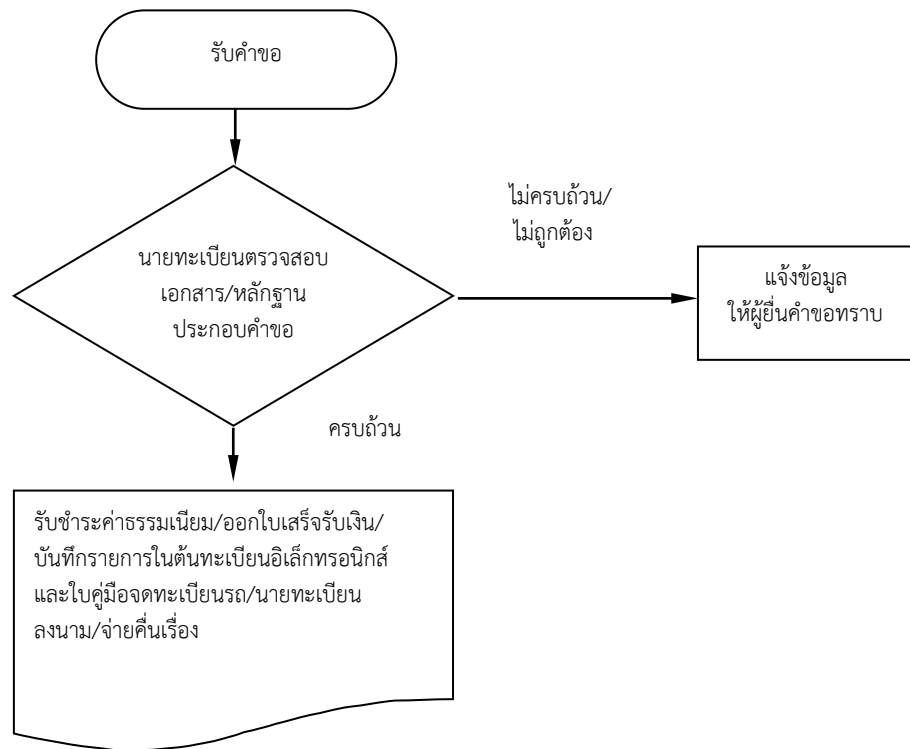 รับคำขอ
นายทะเบียนตรวจสอบ
เอกสาร/หลักฐาน
ประกอบคำขอ
ไม่ครบถ้วน/
ไม่ถูกต้อง
แจ้งข้อมูล
ให้ผู้ยื่นคำขอทราบ
ครบถ้วน
รับชำระค่าธรรมเนียม/ออกใบเสร็จรับเงิน/
บันทึกรายการในต้นทะเบียนอิเล็กทรอนิกส์
และใบคู่มือจดทะเบียนรถ/นายทะเบียน
ลงนาม/จ่ายคื่นเรื่อง